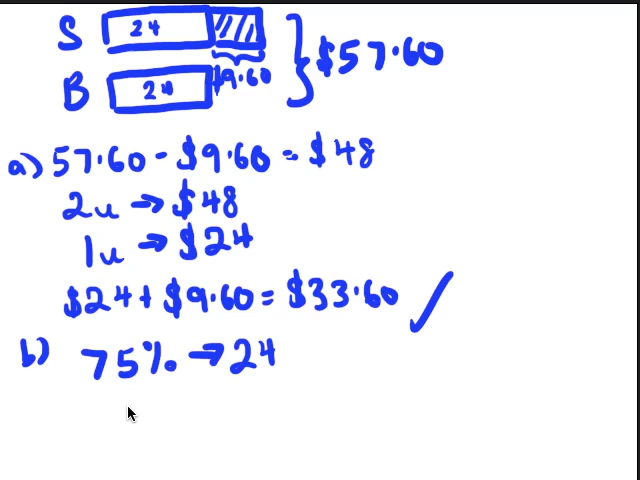 S 24
$9.60
B 24
$57.60
a) 57.60 - $9.60 = $48
2u → $48
1u → $24
$24 + $9.60 = $33.60 ✓
b) 75% → 24